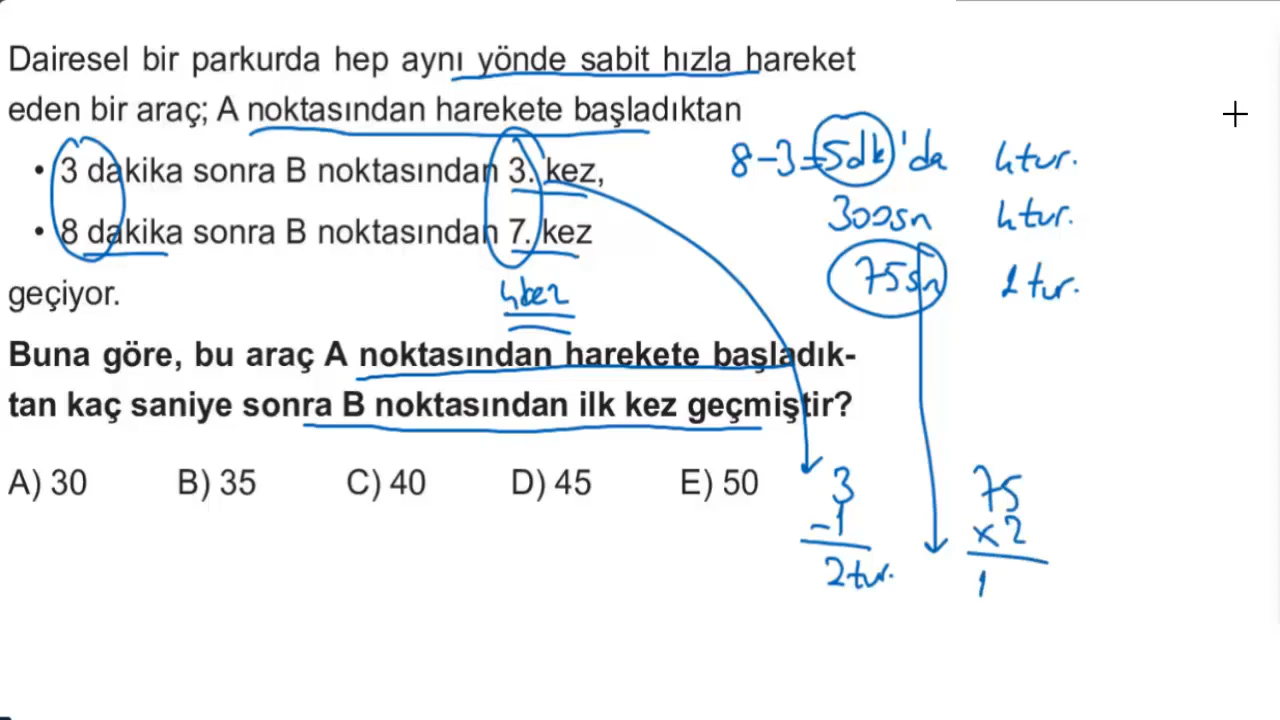 Dairesel bir parkurda hep aynı yönde sabit hızla hareket
eden bir araç; A noktasından harekete başladıktan
• 3 dakika sonra B noktasından 3. kez,
• 8 dakika sonra B noktasından 7. kez
geçiyor.
4kez
Buna göre, bu araç A noktasından harekete başladık-
tan kaç saniye sonra B noktasından ilk kez geçmiştir?
A) 30 B) 35 C) 40 D) 45 E) 50
8-3=5dk'da 4tur.
300sn 4tur.
75sn 1tur.
3
-1
2tur.
75
x2
1